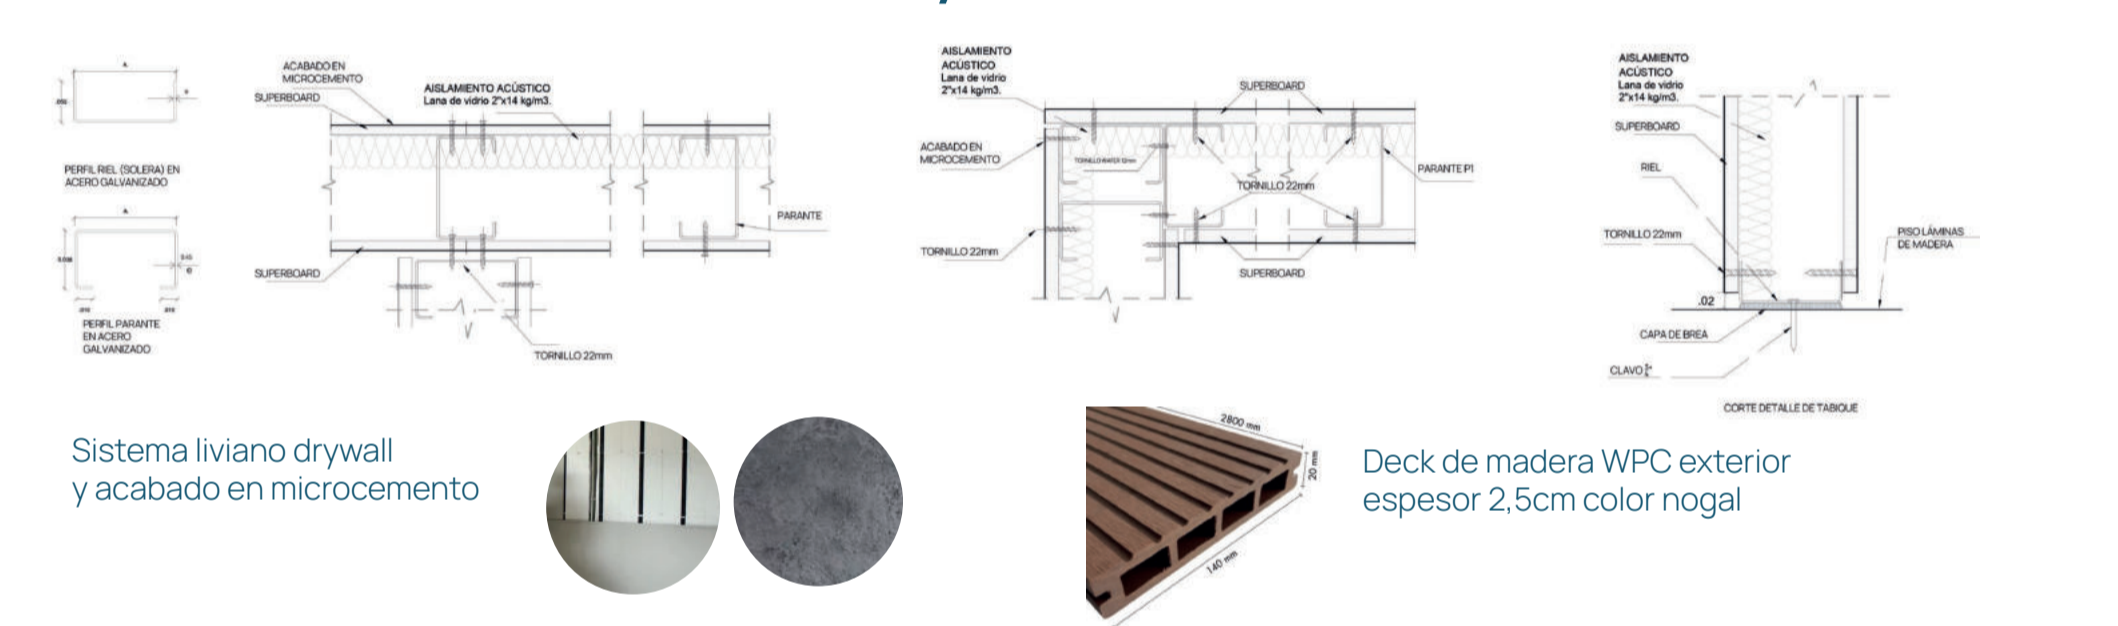 A
PERFIL RIEL (SOLERA) EN
ACERO GALVANIZADO
A
PERFIL PARANTE
EN ACERO
GALVANIZADO
ACABADO EN
MICROCEMENTO
SUPERBOARD
AISLAMIENTO ACÚSTICO
Lana de vidrio 2"x14 kg/m3.
PARANTE
SUPERBOARD
TORNILLO 22mm
AISLAMIENTO
ACÚSTICO
Lana de vidrio
2"x14 kg/m3.
SUPERBOARD
ACABADO EN
MICROCEMENTO
PARANTE P1
TORNILLO 22mm
TORNILLO 22mm
SUPERBOARD
AISLAMIENTO
ACÚSTICO
Lana de vidrio
2"x14 kg/m3.
SUPERBOARD
RIEL
TORNILLO 22mm
PISO LÁMINAS
DE MADERA
.02
CAPA DE BREA
CLAVO
CORTE DETALLE DE TABIQUE
Sistema liviano drywall
y acabado en microcemento
2800 mm
20 mm
140 mm
Deck de madera WPC exterior
espesor 2,5cm color nogal